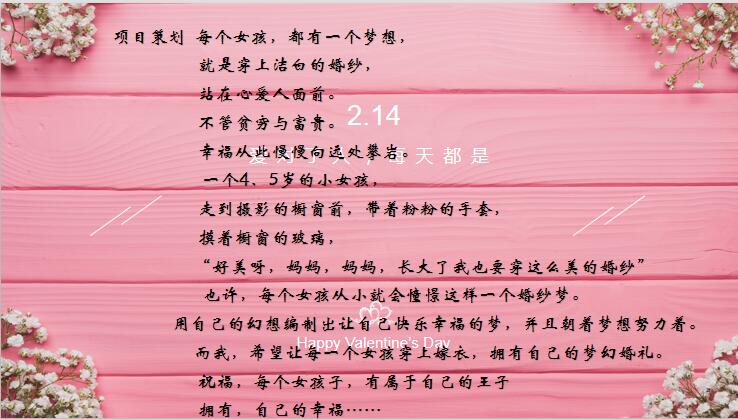 项目策划 每个女孩，都有一个梦想，
就是穿上洁白的婚纱，
站在心爱人面前。
不管贫穷与富贵。
2.14
幸福从此慢慢向远处攀岩。
爱对了人，每天都是
一个4、5岁的小女孩，
走到摄影的橱窗前，带着粉粉的手套，
摸着橱窗的玻璃，
“好美呀，妈妈，妈妈，长大了我也要穿这么美的婚纱”
也许，每个女孩从小就会憧憬这样一个婚纱梦。
用自己的幻想编制出让自己快乐幸福的梦，并且朝着梦想努力着。
Happy Valentine's Day
而我，希望让每一个女孩穿上嫁衣，拥有自己的梦幻婚礼。
祝福，每个女孩子，有属于自己的王子
拥有，自己的幸福……